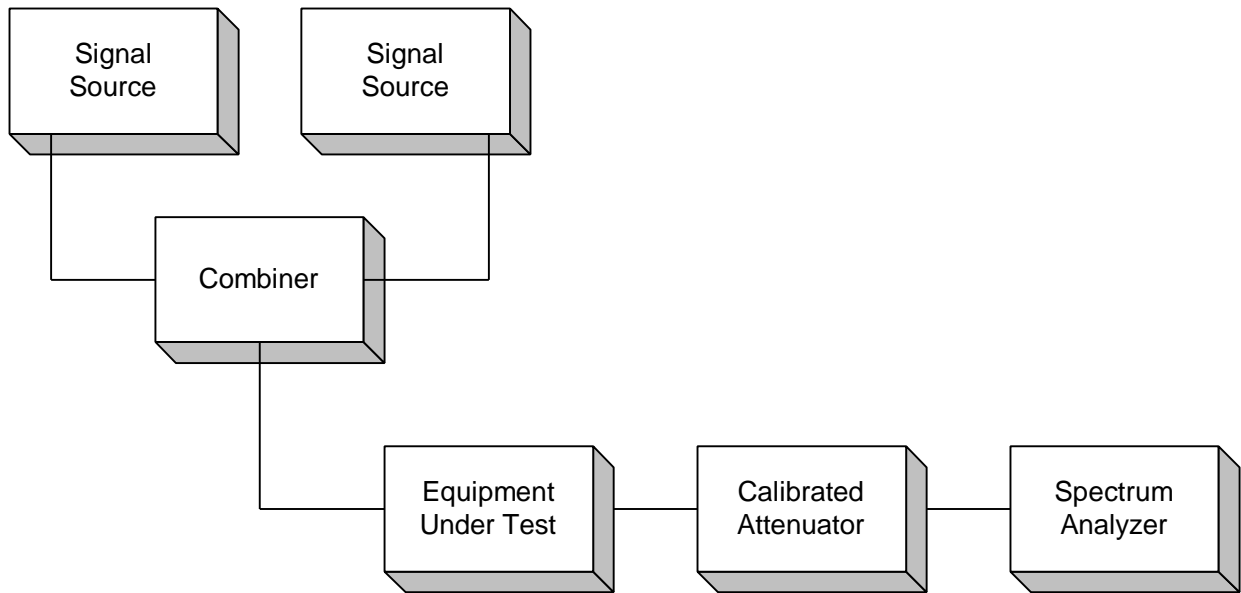 Signal
Source
Signal
Source
Combiner
Equipment
Under Test
Calibrated
Attenuator
Spectrum
Analyzer